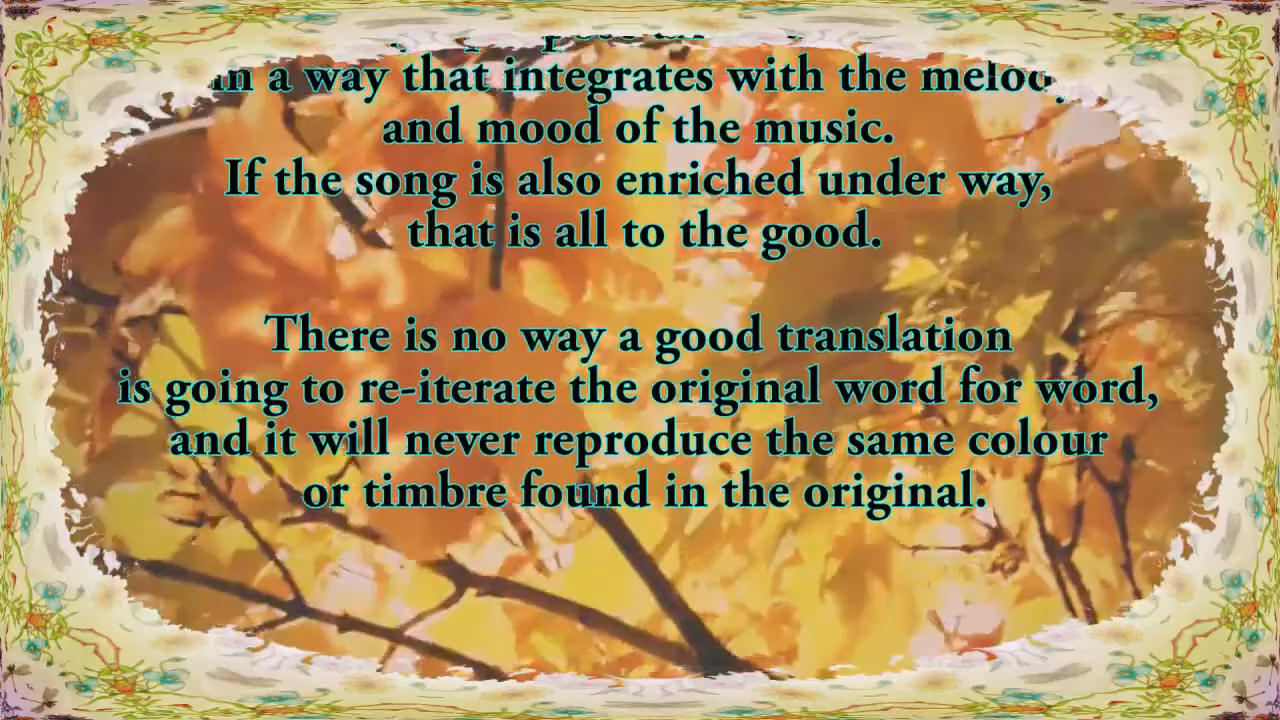 in a way that integrates with the melody
and mood of the music.
If the song is also enriched under way,
that is all to the good.
There is no way a good translation
is going to re-iterate the original word for word,
and it will never reproduce the same colour
or timbre found in the original.